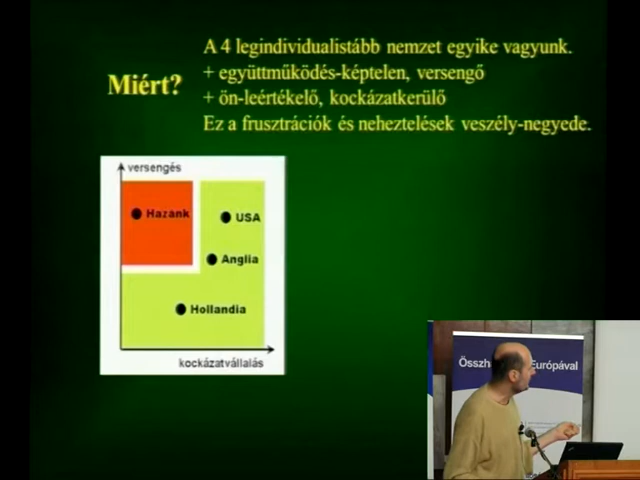 Miért?
A 4 legindividualistább nemzet egyike vagyunk.
+ együttműködés-képtelen, versengő
+ ön-leértékelő, kockázatkerülő
Ez a frusztrációk és neheztelések veszély-negyede.
versengés
Hazánk
USA
Anglia
Hollandia
kockázatvállalás
Összh
Európával